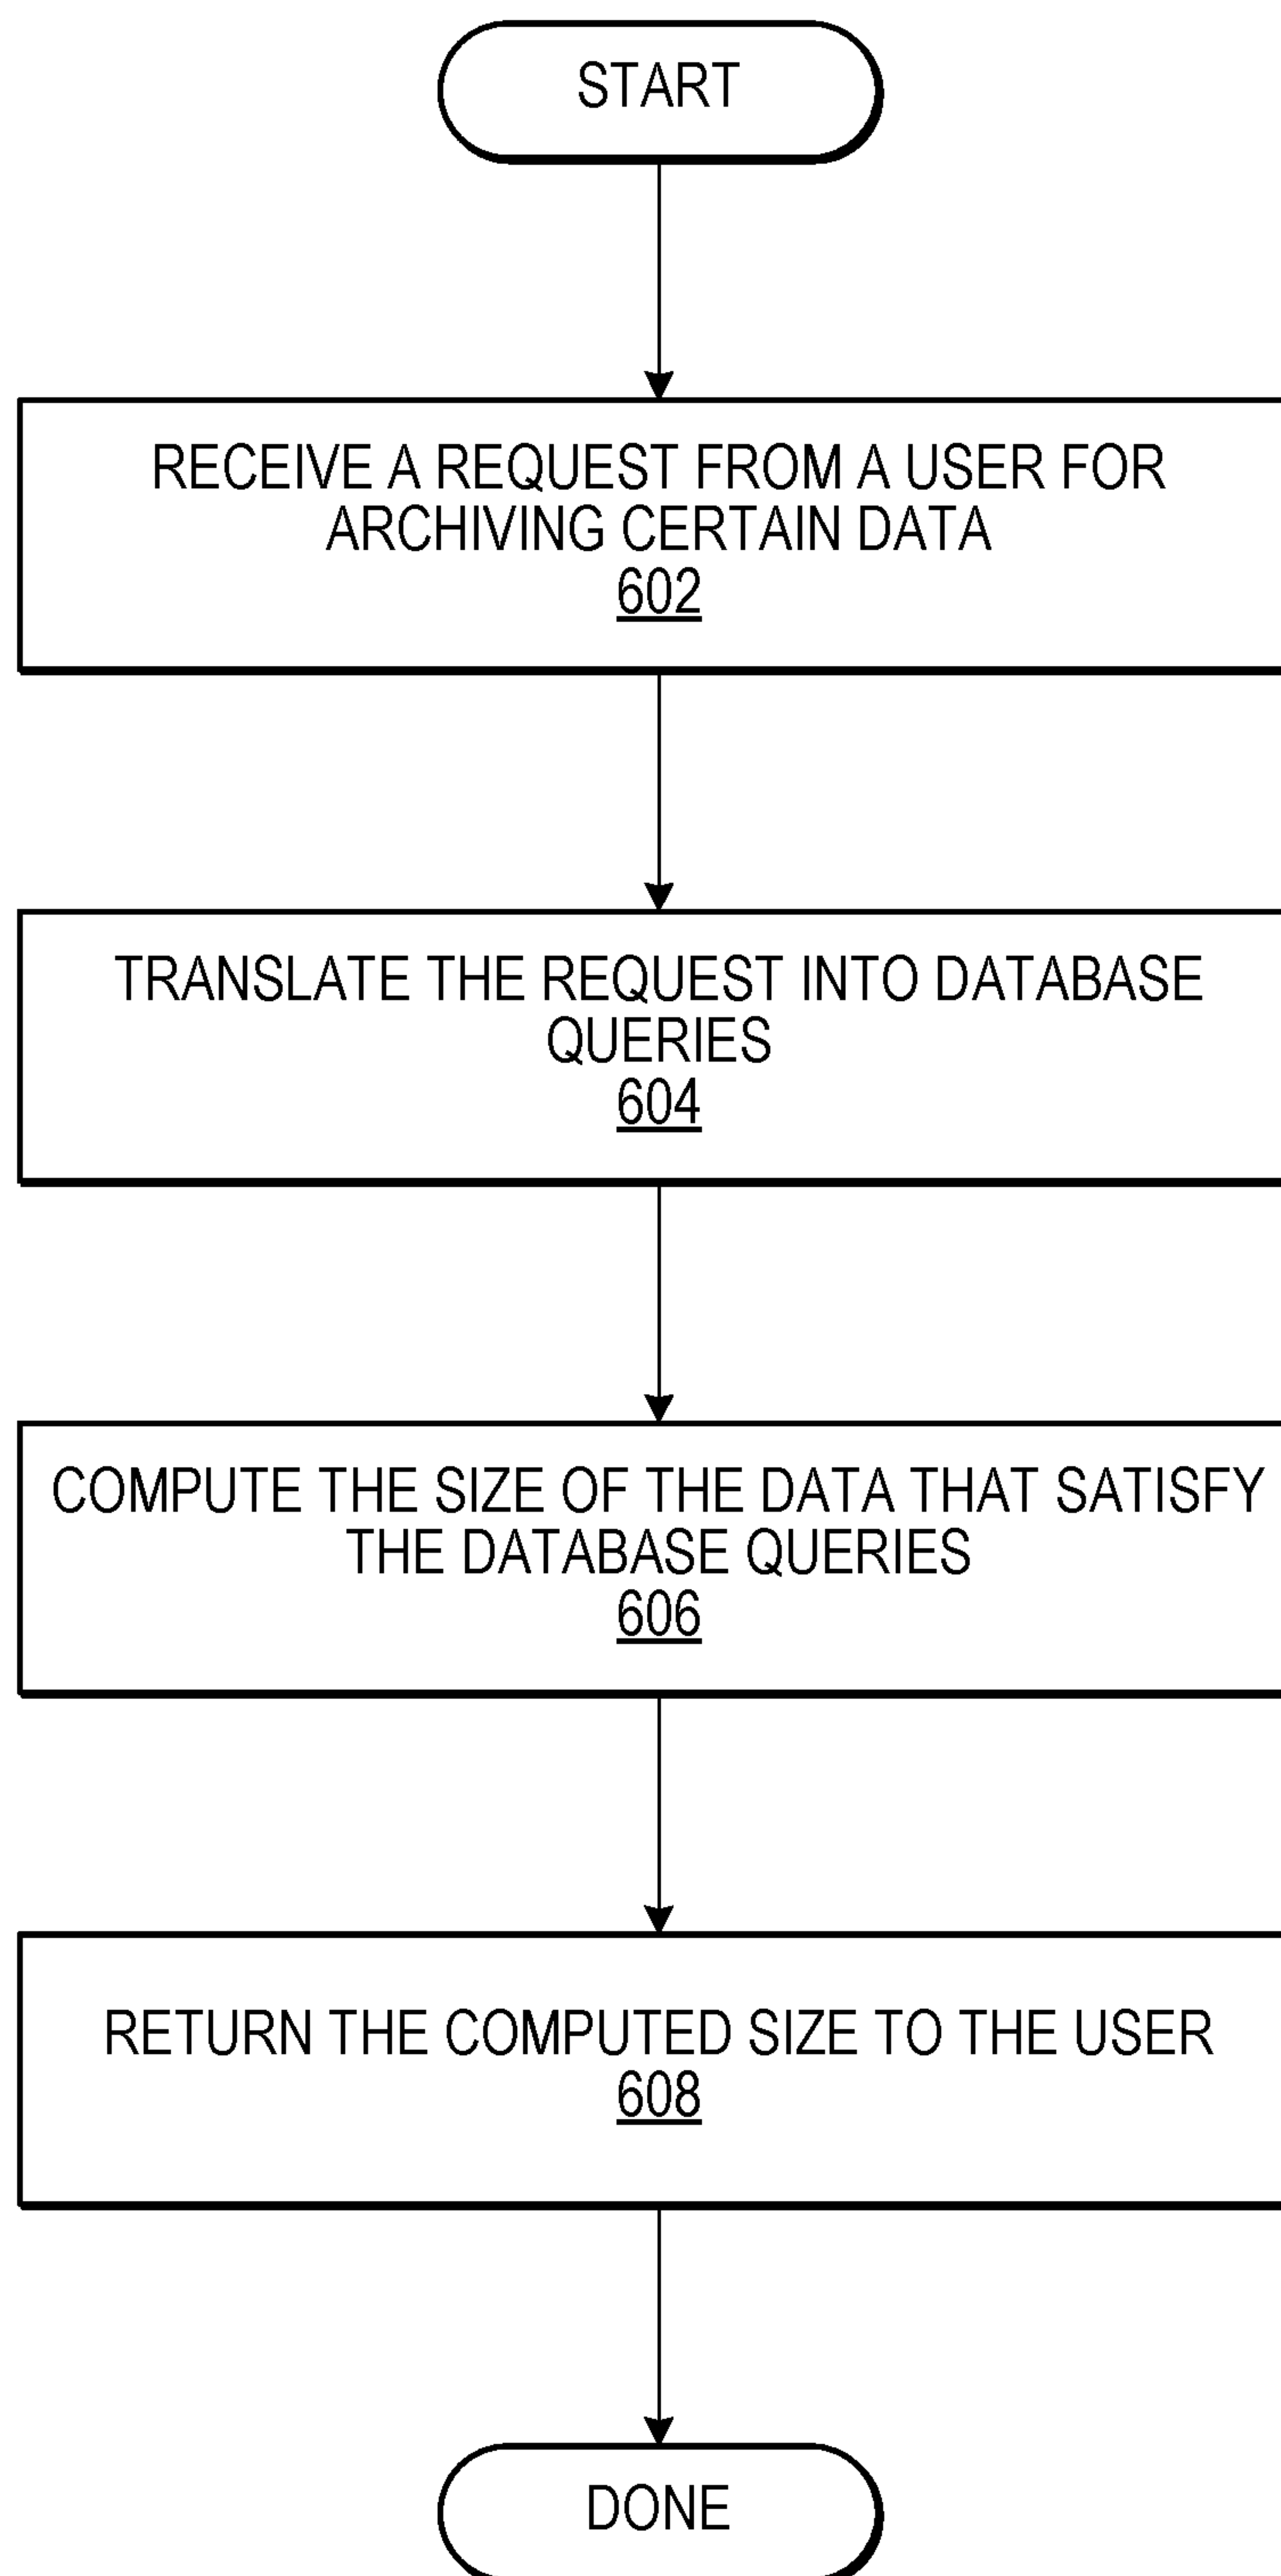 START
RECEIVE A REQUEST FROM A USER FOR
ARCHIVING CERTAIN DATA
602
TRANSLATE THE REQUEST INTO DATABASE
QUERIES
604
COMPUTE THE SIZE OF THE DATA THAT SATISFY
THE DATABASE QUERIES
606
RETURN THE COMPUTED SIZE TO THE USER
608
DONE